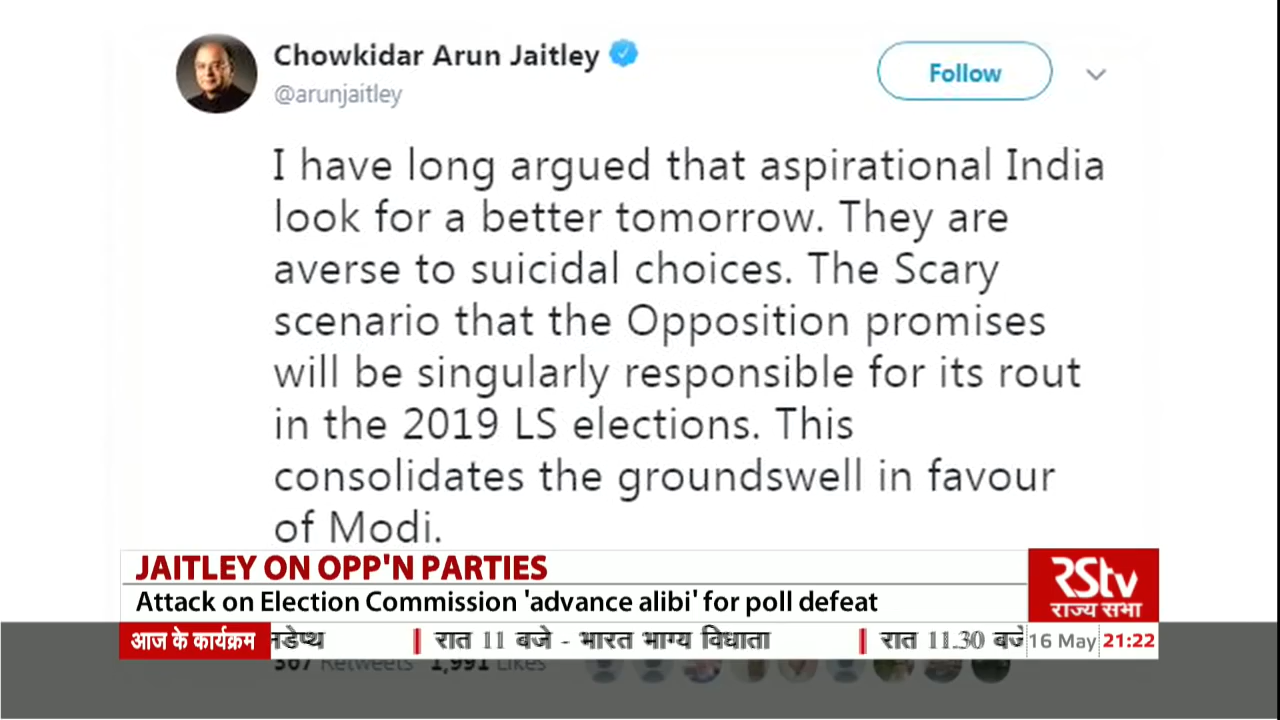 Chowkidar Arun Jaitley
@arunjaitley
Follow
I have long argued that aspirational India
look for a better tomorrow. They are
averse to suicidal choices. The Scary
scenario that the Opposition promises
will be singularly responsible for its rout
in the 2019 LS elections. This
consolidates the groundswell in favour
of Modi.
JAITLEY ON OPP'N PARTIES
Attack on Election Commission 'advance alibi' for poll defeat
RSTV
राज्य सभा
आज के कार्यक्रम
रात 11 बजे - भारत भाग्य विधाता
रात 11.30 बजे
16 May 21:22
567 Retweets 1,991 Likes